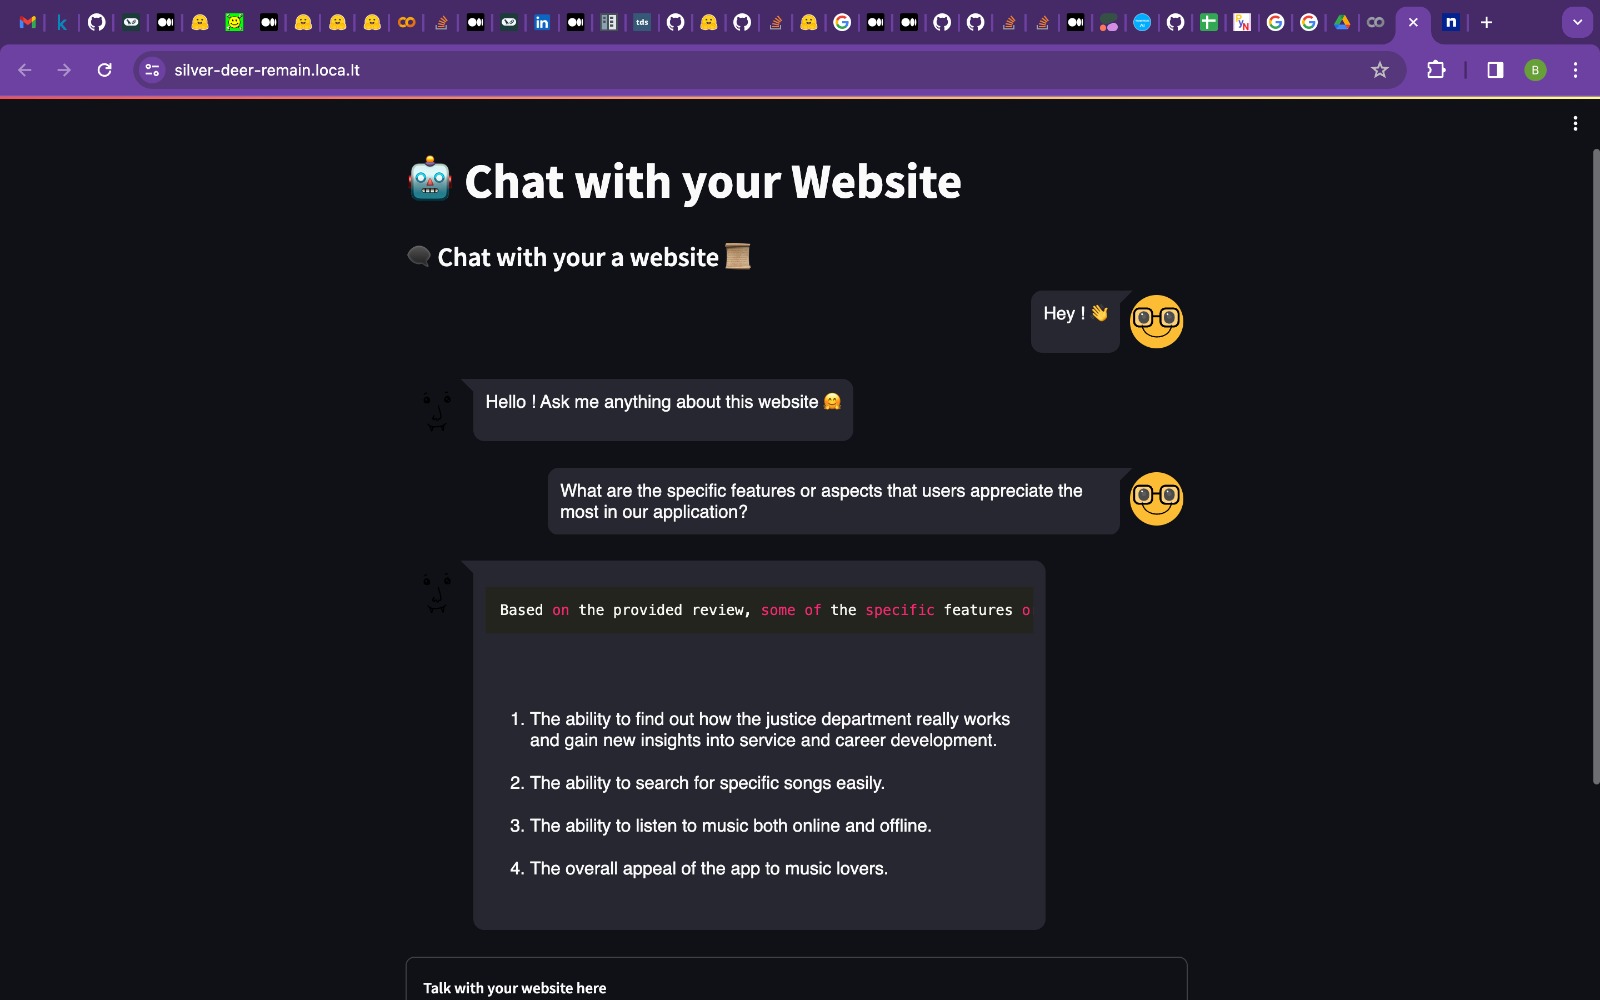 silver-deer-remain.loca.lt
B
Chat with your Website
Chat with your a website
Hey !
Hello ! Ask me anything about this website
What are the specific features or aspects that users appreciate the
most in our application?
Based on the provided review, some of the specific features o
1. The ability to find out how the justice department really works
and gain new insights into service and career development.
2. The ability to search for specific songs easily.
3. The ability to listen to music both online and offline.
4. The overall appeal of the app to music lovers.
Talk with your website here